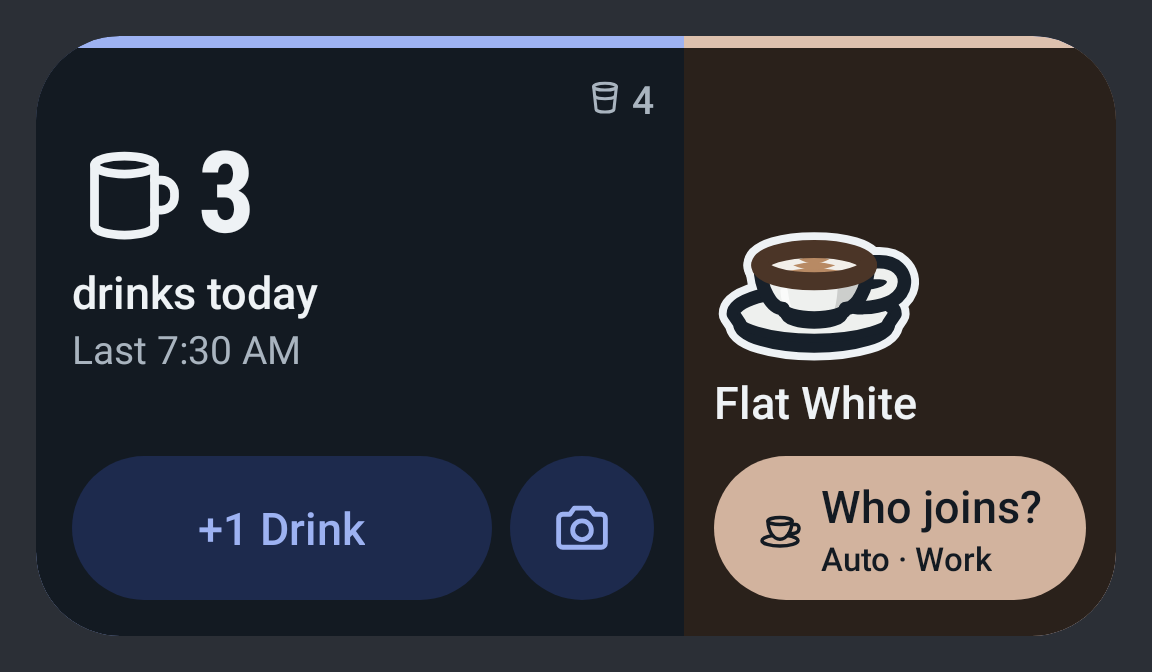 4
3
drinks today
Last 7:30 AM
+1 Drink
Flat White
Who joins?
Auto · Work